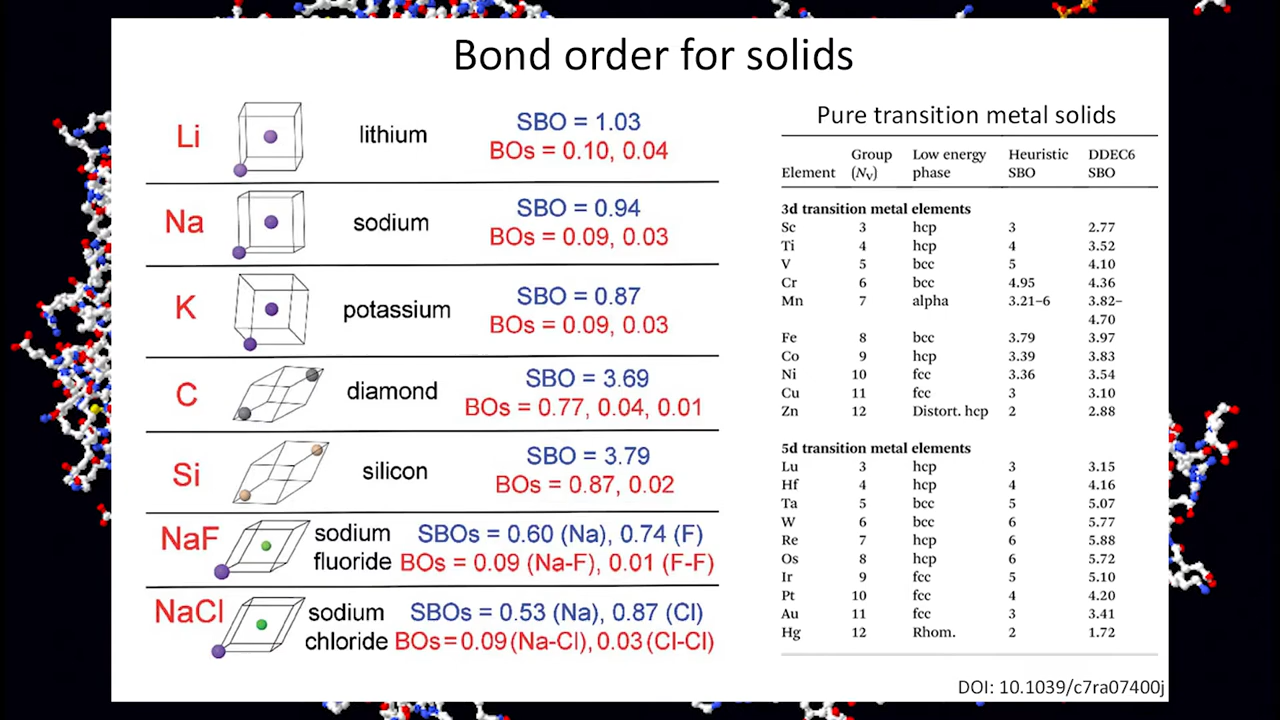 Bond order for solids
Li
lithium
SBO = 1.03
BOs = 0.10, 0.04
Na
sodium
SBO = 0.94
BOs = 0.09, 0.03
K
potassium
SBO = 0.87
BOs = 0.09, 0.03
C
diamond
SBO = 3.69
BOs = 0.77, 0.04, 0.01
Si
silicon
SBO = 3.79
BOs = 0.87, 0.02
NaF
sodium
fluoride
SBOs = 0.60 (Na), 0.74 (F)
BOs = 0.09 (Na-F), 0.01 (F-F)
NaCl
sodium
chloride
SBOs = 0.53 (Na), 0.87 (Cl)
BOs=0.09(Na-Cl), 0.03(Cl-Cl)
Pure transition metal solids
Element Group (Nv) Low energy phase Heuristic SBO DDEC6 SBO
3d transition metal elements
Sc 3 hcp 3 2.77
Ti 4 hcp 4 3.52
V 5 bcc 5 4.10
Cr 6 bcc 4.95 4.36
Mn 7 alpha 3.21–6 3.82–
4.70
Fe 8 bcc 3.79 3.97
Co 9 hcp 3.39 3.83
Ni 10 fcc 3.36 3.54
Cu 11 fcc 3 3.10
Zn 12 Distort. hcp 2 2.88
5d transition metal elements
Lu 3 hcp 3 3.15
Hf 4 hcp 4 4.16
Ta 5 bcc 5 5.07
W 6 bcc 6 5.77
Re 7 hcp 6 5.88
Os 8 hcp 6 5.72
Ir 9 fcc 5 5.10
Pt 10 fcc 4 4.20
Au 11 fcc 3 3.41
Hg 12 Rhom. 2 1.72
DOI: 10.1039/c7ra07400j